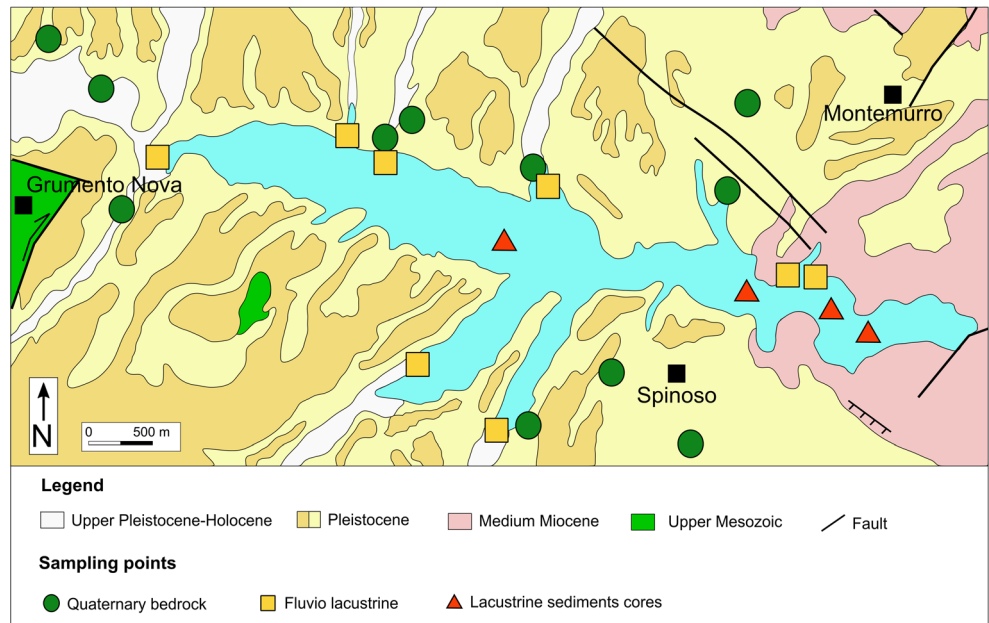 Montemurro
Grumento Nova
Spinoso
N
0 500 m
Legend
Upper Pleistocene-Holocene Pleistocene Medium Miocene Upper Mesozoic Fault
Sampling points
Quaternary bedrock Fluvio lacustrine Lacustrine sediments cores